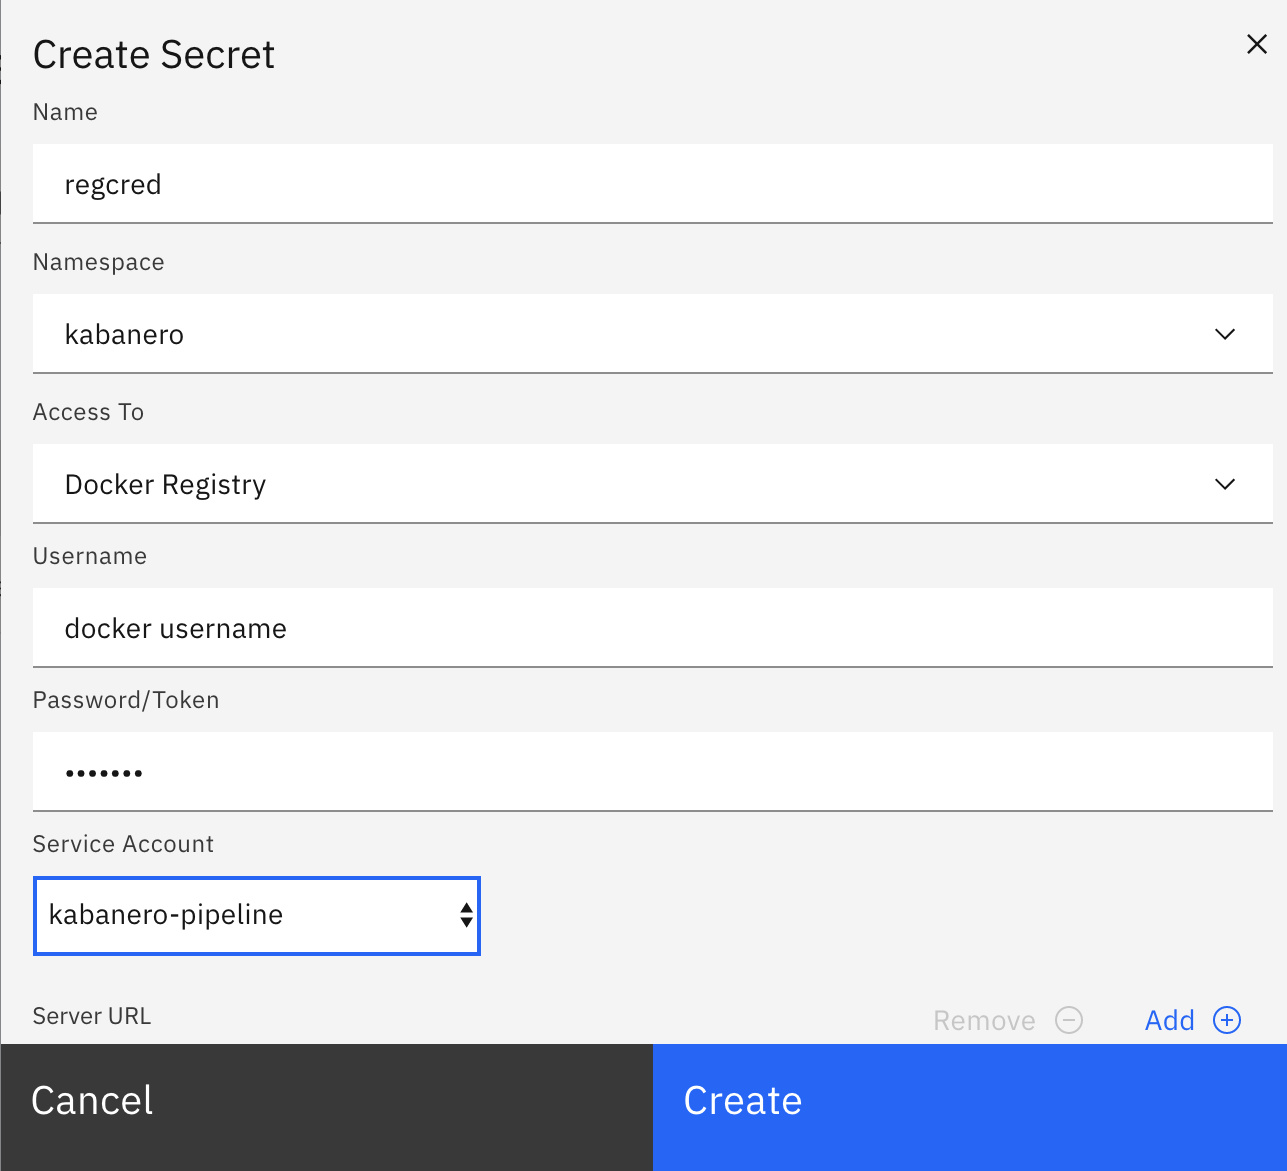 Create Secret
Name
regcred
Namespace
kabanero
Access To
Docker Registry
Username
docker username
Password/Token
•••••••
Service Account
kabanero-pipeline
Server URL
Remove
Add
Cancel
Create